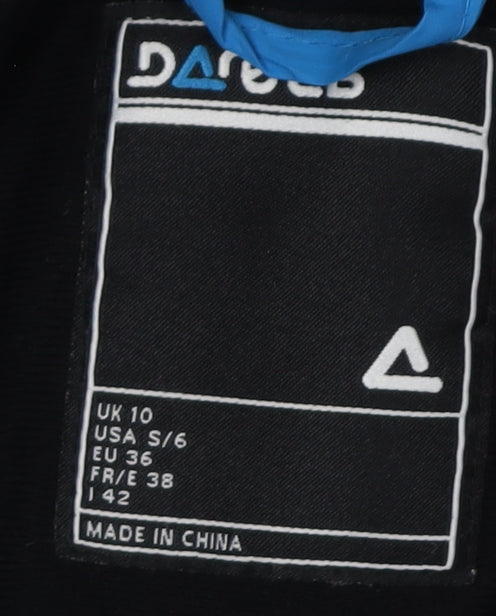 UK 10
USA S/6
EU 36
FR/E 38
I 42
MADE IN CHINA